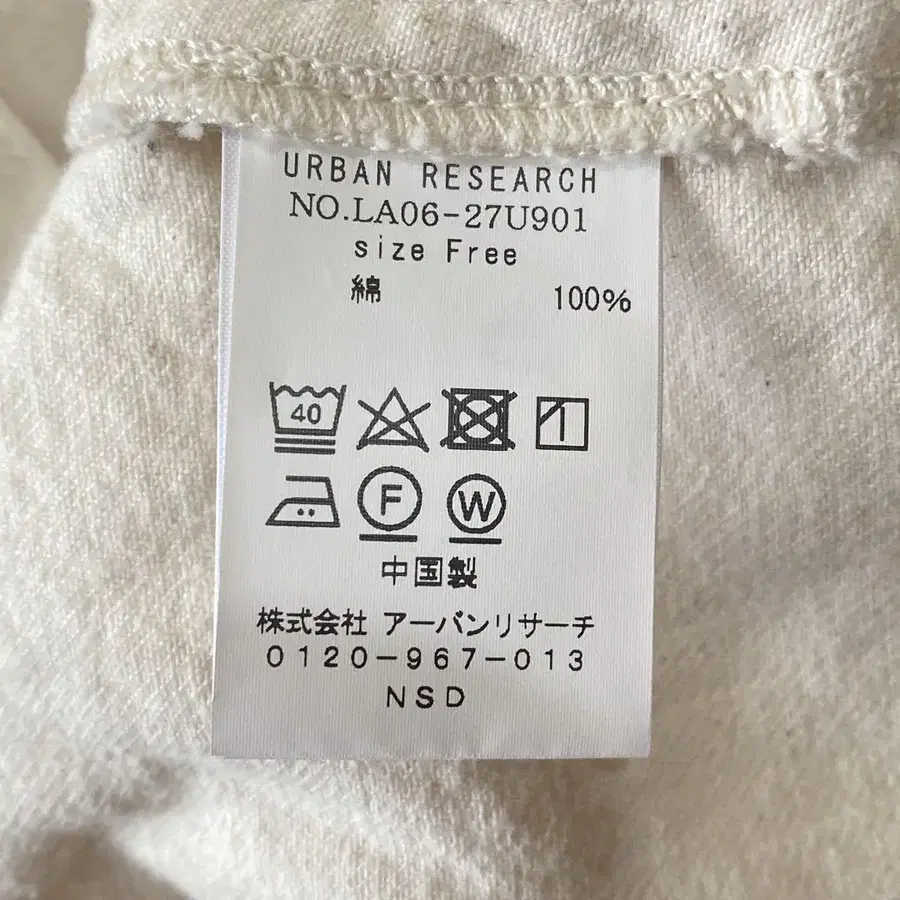 URBAN RESEARCH
NO.LA06-27U901
size Free
綿 100%
40
F W
中国製
株式会社 アーバンリサーチ
0120-967-013
NSD